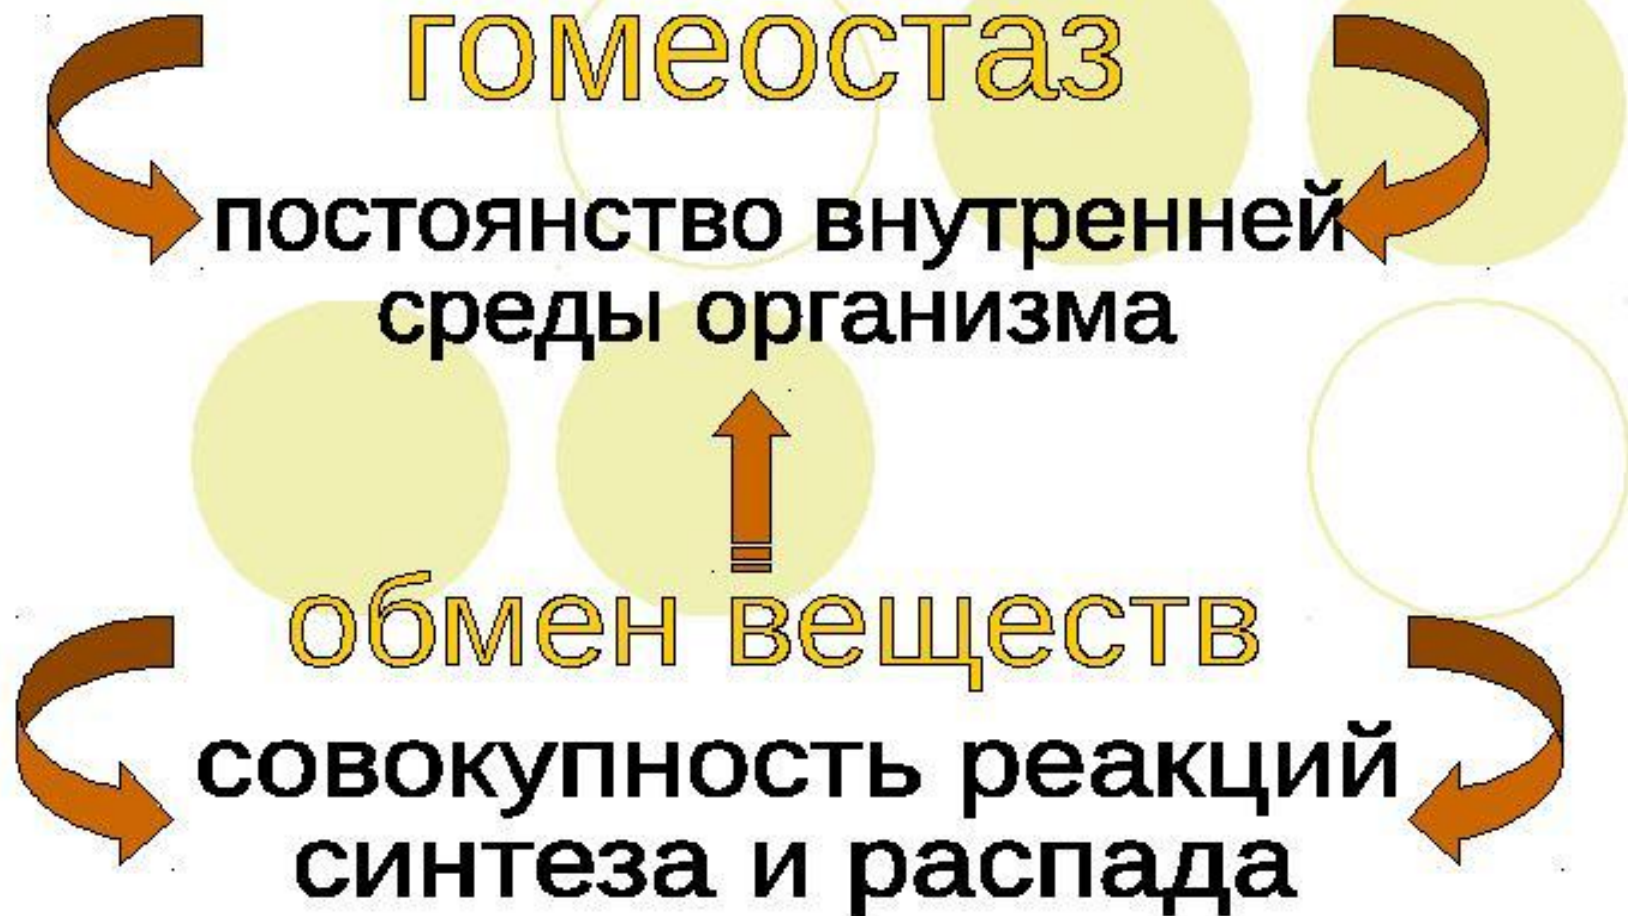 гомеостаз
постоянство внутренней
среды организма
обмен веществ
совокупность реакций
синтеза и распада